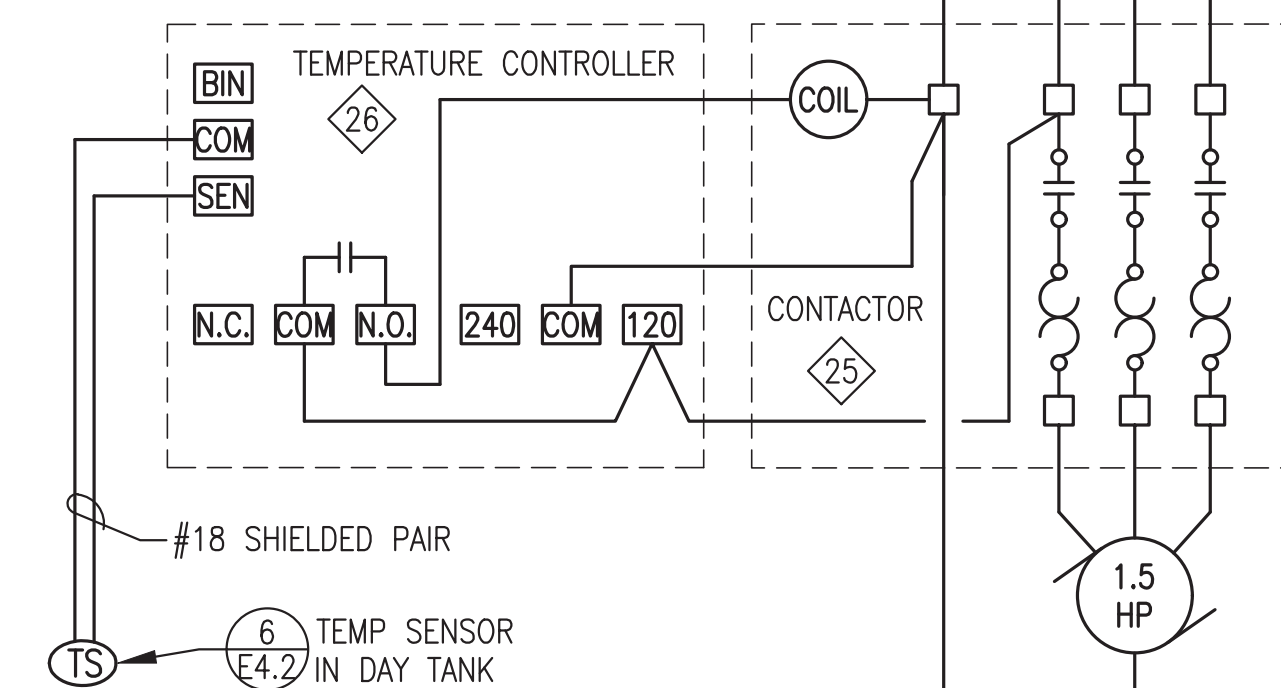 TEMPERATURE CONTROLLER
26
BIN
COM
SEN
COIL
N.C. COM N.O. 240 COM 120
CONTACTOR
25
#18 SHIELDED PAIR
1.5
HP
TS
6
E4.2
TEMP SENSOR
IN DAY TANK